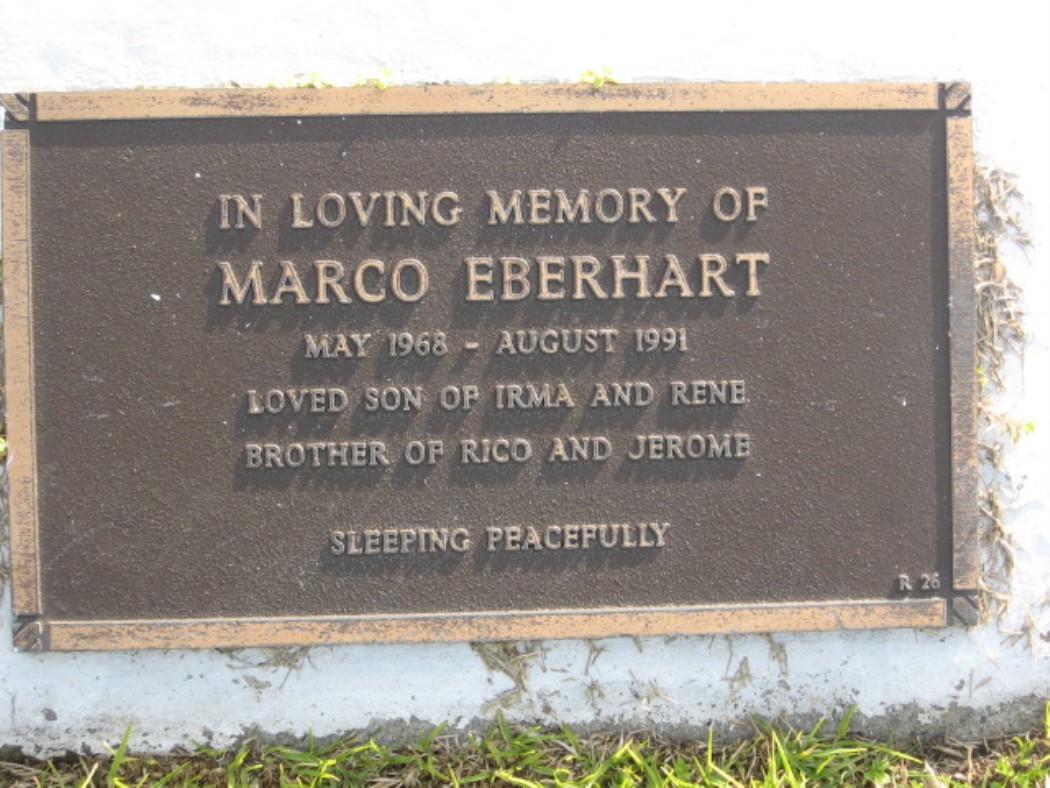 IN LOVING MEMORY OF
MARCO EBERHART
MAY 1968 - AUGUST 1991
LOVED SON OF IRMA AND RENE
BROTHER OF RICO AND JEROME
SLEEPING PEACEFULLY
R 26